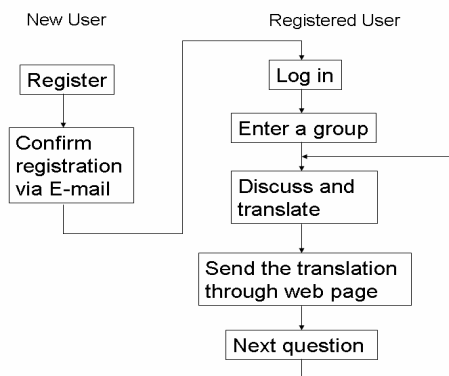 New User
Register
Confirm
registration
via E-mail
Registered User
Log in
Enter a group
Discuss and
translate
Send the translation
through web page
Next question